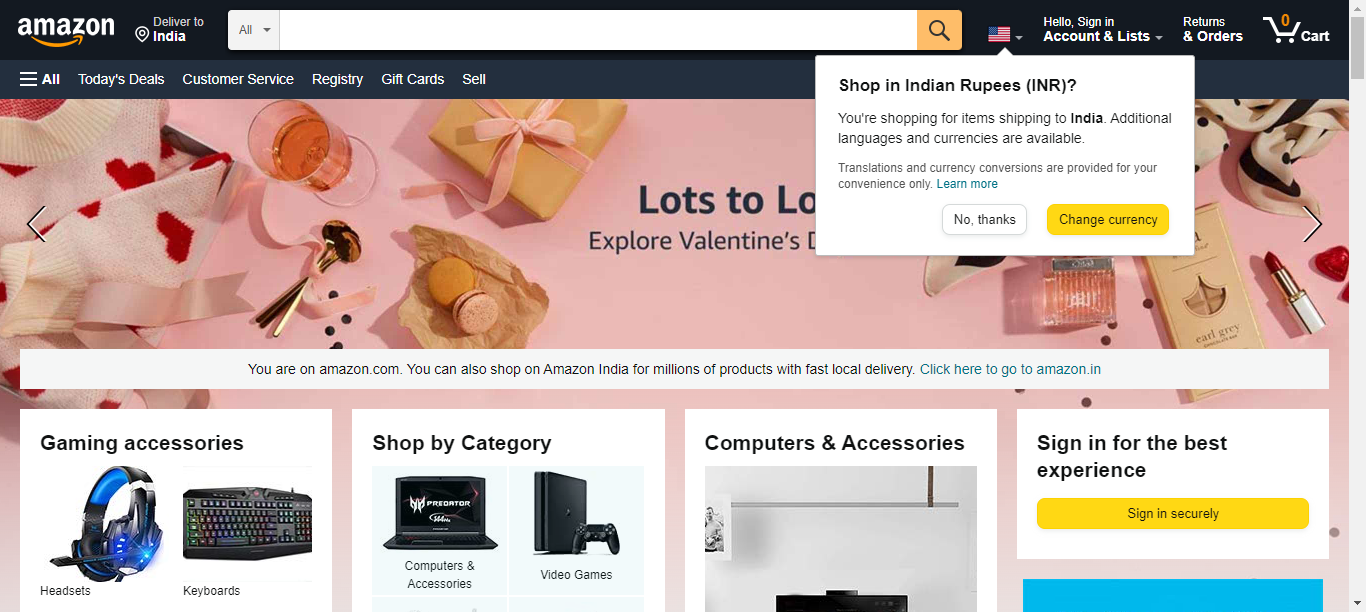 amazon
Deliver to
India
All
Hello, Sign in
Account & Lists
Returns
& Orders
0
Cart
All
Today's Deals
Customer Service
Registry
Gift Cards
Sell
Shop in Indian Rupees (INR)?
You're shopping for items shipping to India. Additional
languages and currencies are available.
Translations and currency conversions are provided for your
convenience only. Learn more
No, thanks
Change currency
Lots to Lo
Explore Valentine's D
earl grey
You are on amazon.com. You can also shop on Amazon India for millions of products with fast local delivery. Click here to go to amazon.in
Gaming accessories
Headsets
Keyboards
Shop by Category
PREDATOR
Computers &
Accessories
Video Games
Computers & Accessories
Sign in for the best
experience
Sign in securely